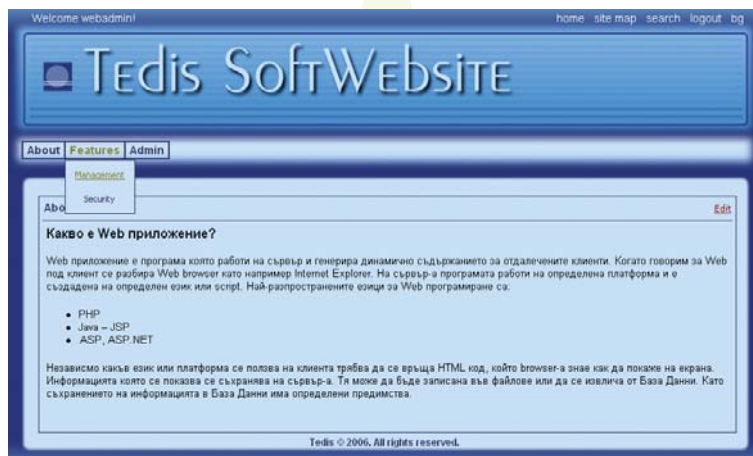 Welcome webadmin!
home site map search logout bg
Tedis SoftWebsite
About Features Admin
Management
Security
Abo
Edit
Какво е Web приложение?
Web приложение е програма която работи на сървър и генерира динамично съдържанието за отдалечените клиенти. Когато говорим за Web
под клиент се разбира Web browser като например Internet Explorer. На сървър-а програмата работи на определена платформа и е
създадена на определен език или script. Най-разпространените езици за Web програмиране са:
PHP
Java – JSP
ASP, ASP.NET
Независмо какъв език или платформа се ползва на клиента трябва да се връща HTML код, който browser-а знае как да покаже на екрана.
Информацията която се показва се съхранява на сървър-а. Тя може да бъде записана във файлове или да се извлича от База Данни. Като
съхранението на информацията в База Данни има определени предимства.
Tedis © 2006. All rights reserved.